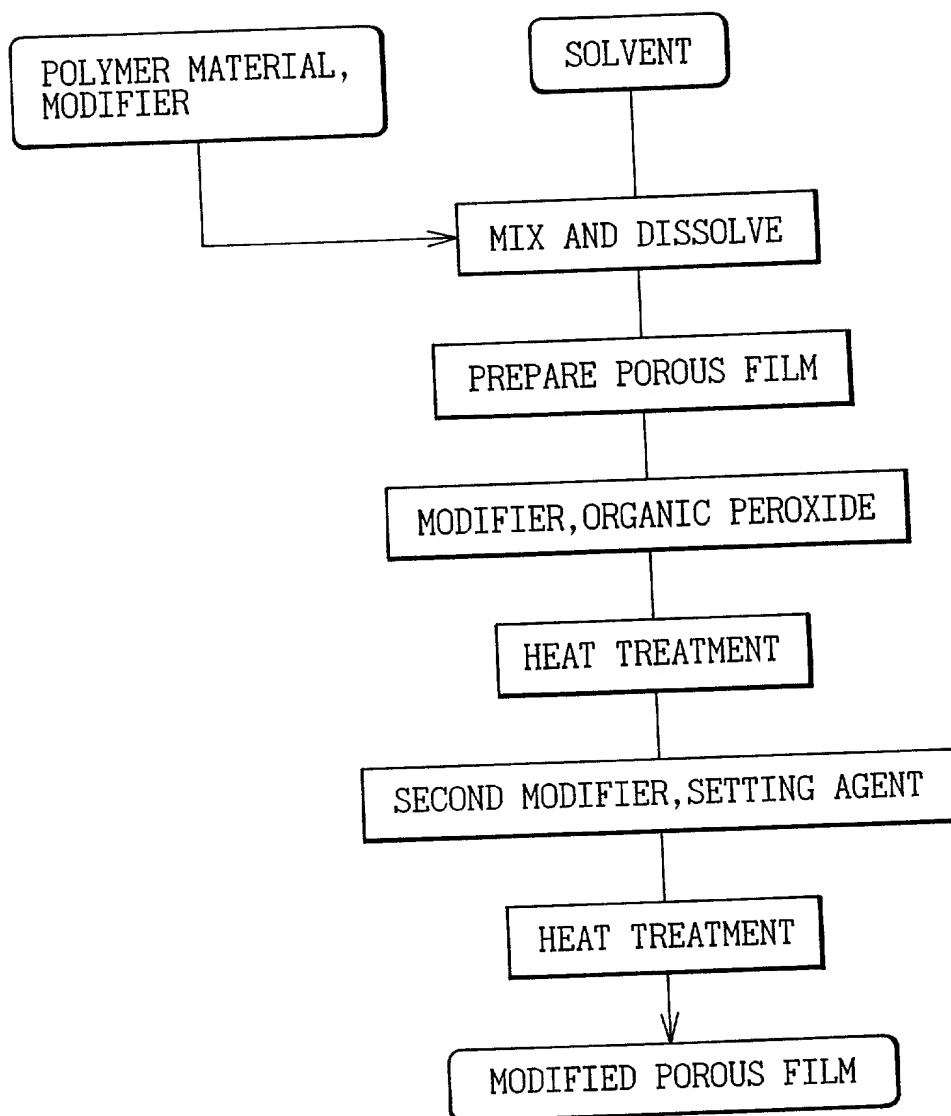 POLYMER MATERIAL,
MODIFIER
SOLVENT
MIX AND DISSOLVE
PREPARE POROUS FILM
MODIFIER,ORGANIC PEROXIDE
HEAT TREATMENT
SECOND MODIFIER,SETTING AGENT
HEAT TREATMENT
MODIFIED POROUS FILM